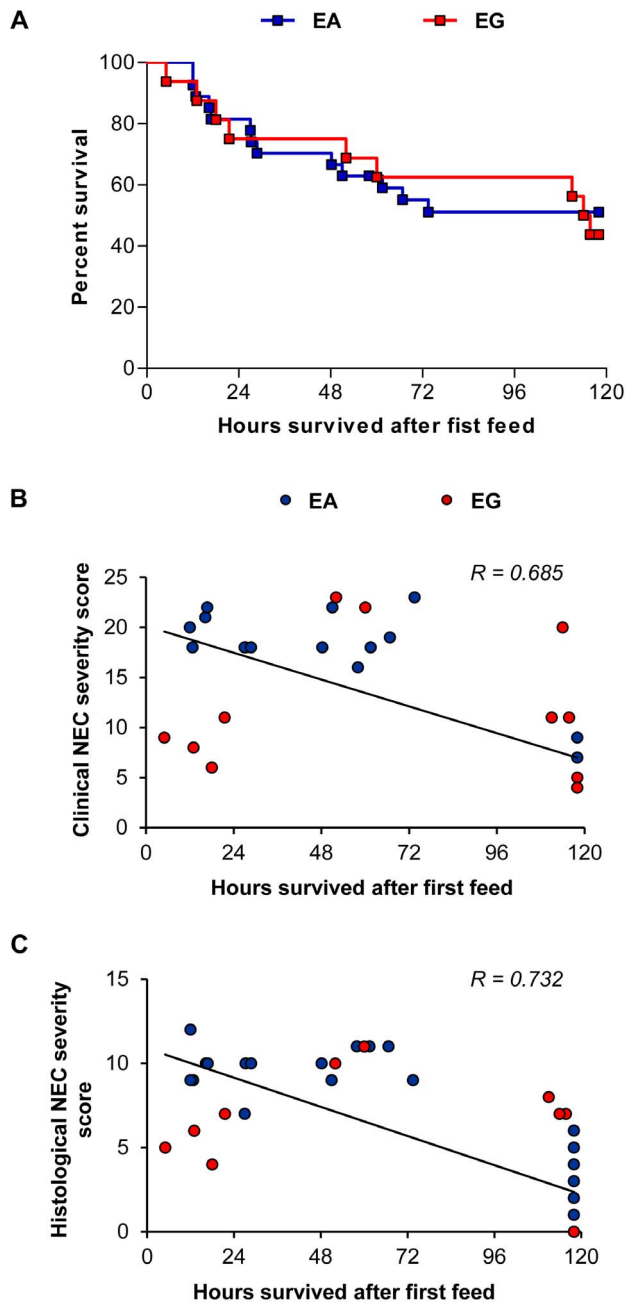 A
EA EG
100
80
60
40
20
0
Percent survival
0 24 48 72 96 120
Hours survived after fist feed
B
EA EG
R = 0.685
25
20
15
10
5
0
Clinical NEC severity score
0 24 48 72 96 120
Hours survived after first feed
C
R = 0.732
15
10
5
0
Histological NEC severity
score
0 24 48 72 96 120
Hours survived after first feed